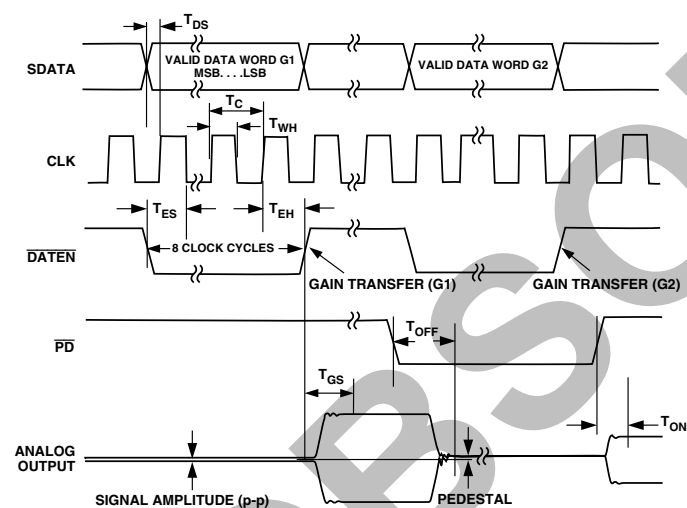 TDS
SDATA
VALID DATA WORD G1
MSB. . . .LSB
VALID DATA WORD G2
TC
TWH
CLK
TES
TEH
8 CLOCK CYCLES
DATEN
GAIN TRANSFER (G1)
GAIN TRANSFER (G2)
PD
TOFF
TGS
TON
ANALOG
OUTPUT
SIGNAL AMPLITUDE (p-p)
PEDESTAL